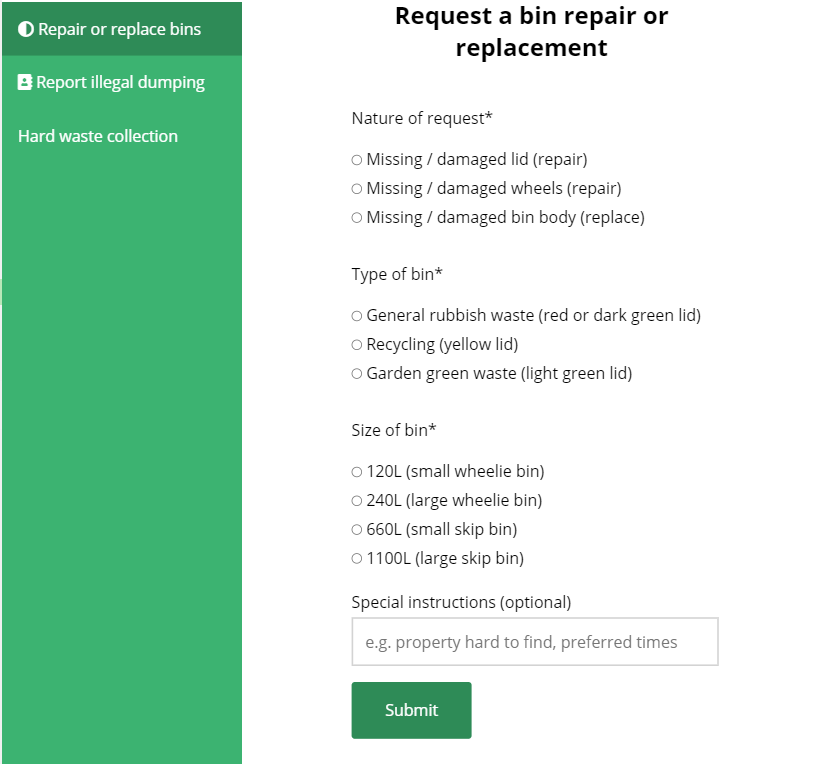 Repair or replace bins
Report illegal dumping
Hard waste collection
Request a bin repair or
replacement
Nature of request*
Missing / damaged lid (repair)
Missing / damaged wheels (repair)
Missing / damaged bin body (replace)
Type of bin*
General rubbish waste (red or dark green lid)
Recycling (yellow lid)
Garden green waste (light green lid)
Size of bin*
120L (small wheelie bin)
240L (large wheelie bin)
660L (small skip bin)
1100L (large skip bin)
Special instructions (optional)
e.g. property hard to find, preferred times
Submit